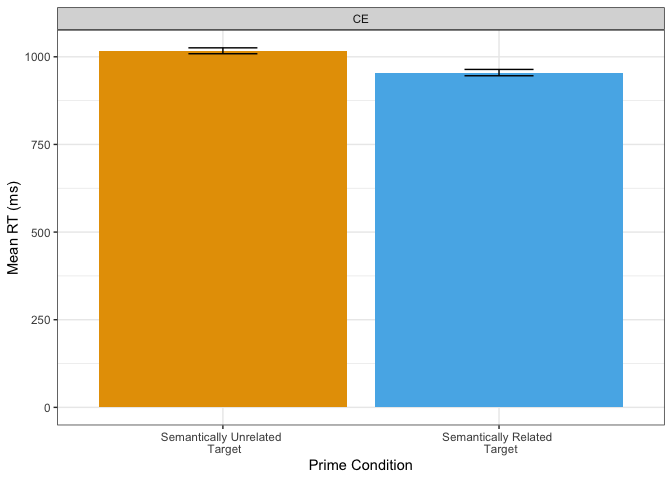 CE
1000
750
500
250
0
Mean RT (ms)
Semantically Unrelated
Target
Semantically Related
Target
Prime Condition